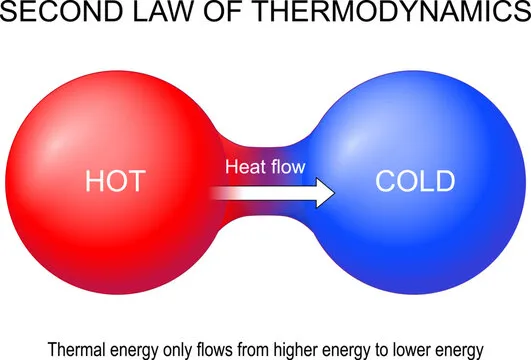 SECOND LAW OF THERMODYNAMICS
HOT
Heat flow
COLD
Thermal energy only flows from higher energy to lower energy